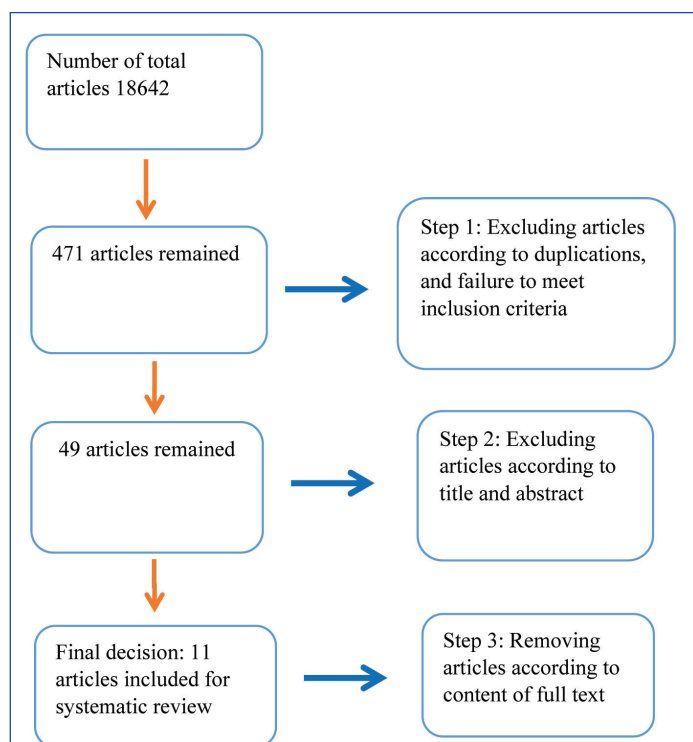 Number of total
articles 18642
471 articles remained
Step 1: Excluding articles
according to duplications,
and failure to meet
inclusion criteria
49 articles remained
Step 2: Excluding
articles according to
title and abstract
Final decision: 11
articles included for
systematic review
Step 3: Removing
articles according to
content of full text